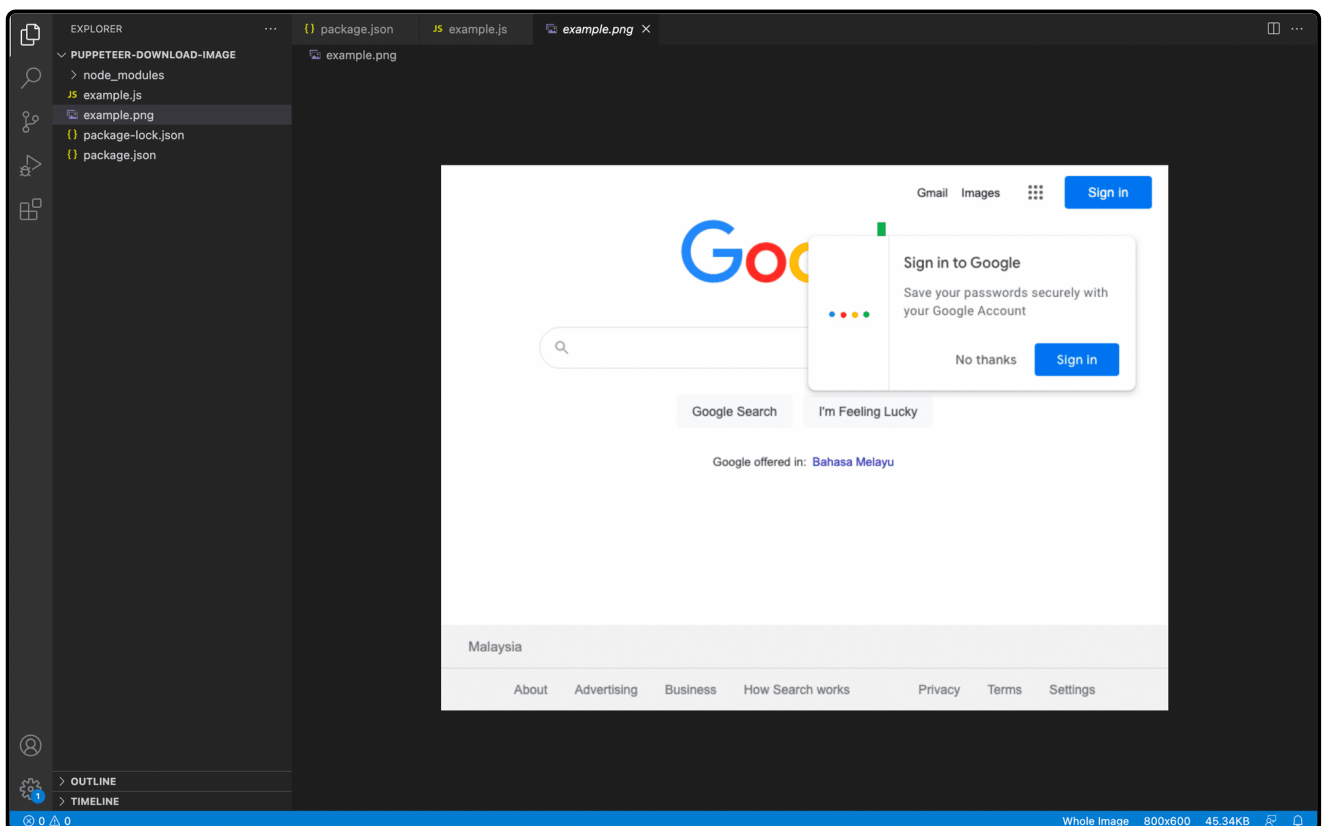 EXPLORER
PUPPETEER-DOWNLOAD-IMAGE
node_modules
JS example.js
example.png
{} package-lock.json
{} package.json
{} package.json JS example.js example.png
example.png
Gmail Images Sign in
Goo
Sign in to Google
Save your passwords securely with
your Google Account
No thanks Sign in
Google Search I'm Feeling Lucky
Google offered in: Bahasa Melayu
Malaysia
About Advertising Business How Search works Privacy Terms Settings
1
OUTLINE
TIMELINE
0 0 Whole Image 800x600 45.34KB